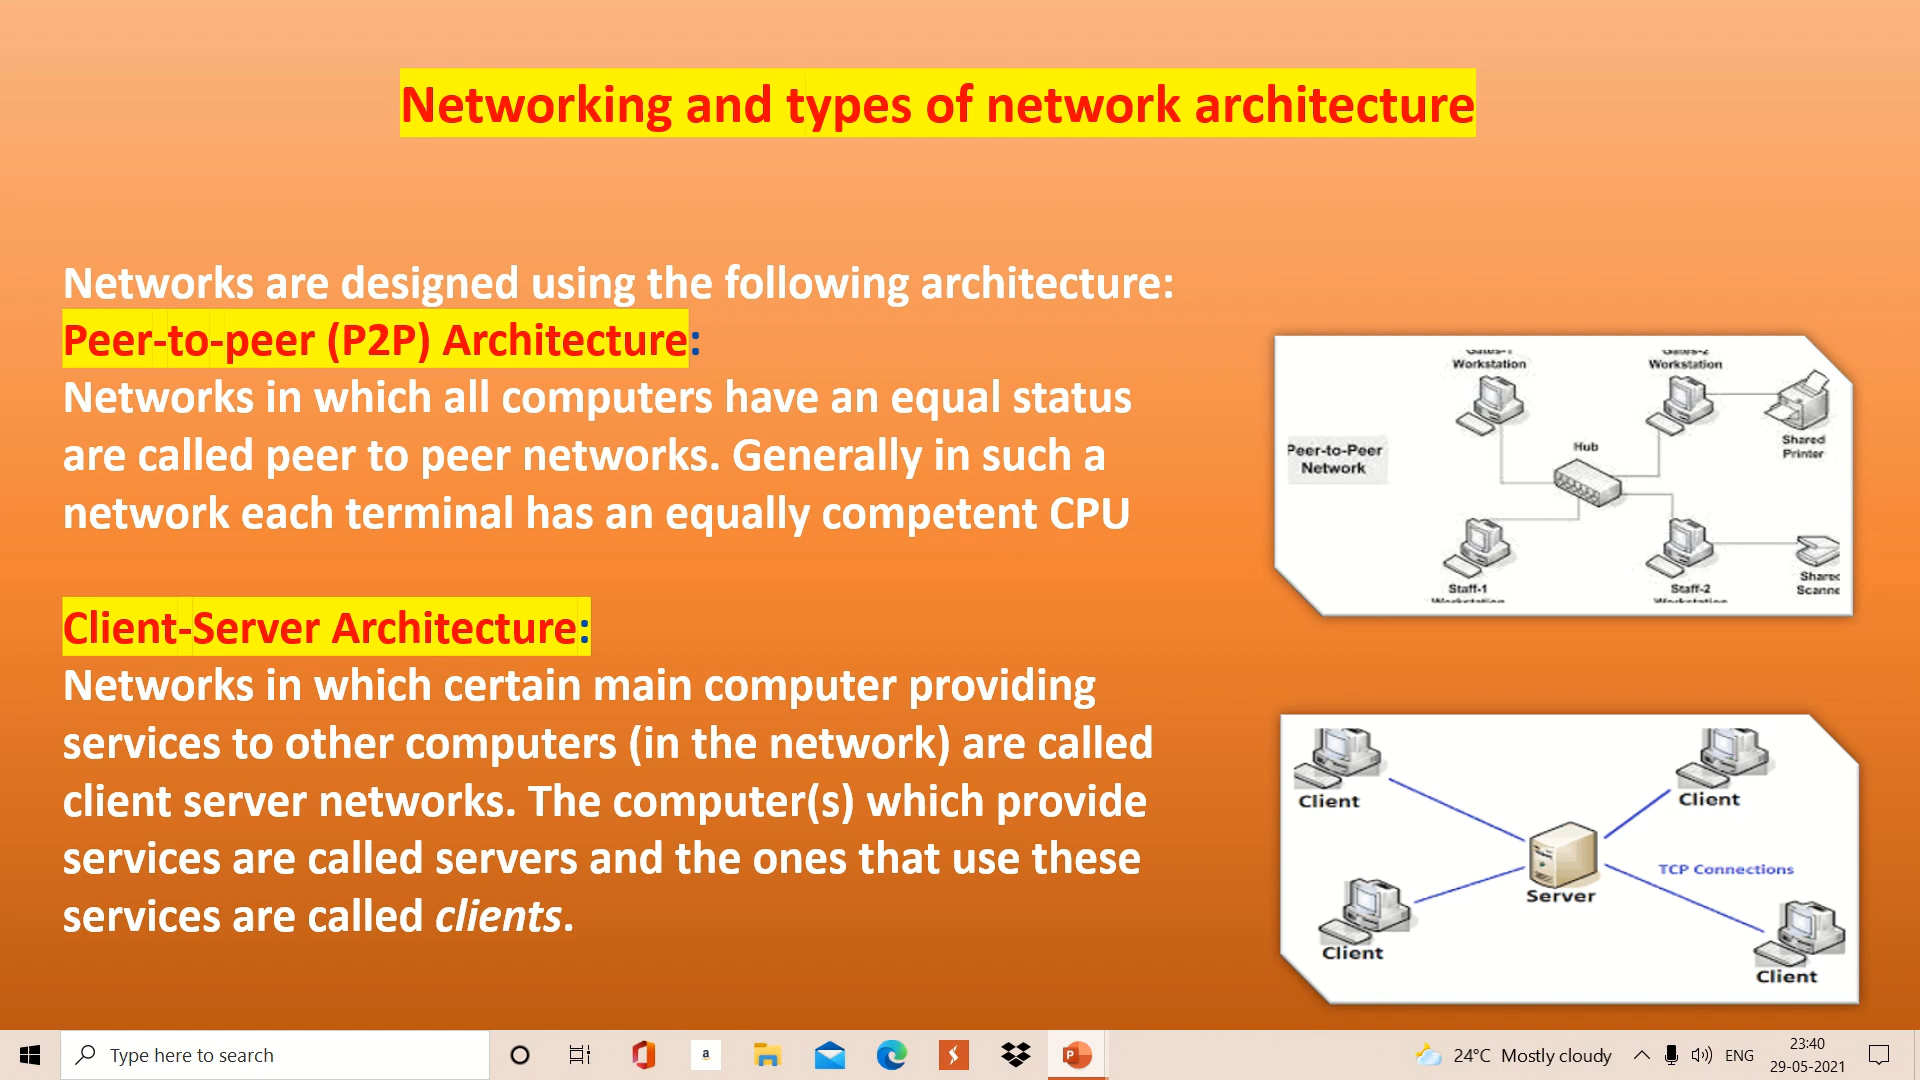 Networking and types of network architecture
Networks are designed using the following architecture:
Peer-to-peer (P2P) Architecture:
Networks in which all computers have an equal status
are called peer to peer networks. Generally in such a
network each terminal has an equally competent CPU
Client-Server Architecture:
Networks in which certain main computer providing
services to other computers (in the network) are called
client server networks. The computer(s) which provide
services are called servers and the ones that use these
services are called clients.
Workstation
Workstation
Shared
Printer
Hub
Peer-to-Peer
Network
Staff-1
Staff-2
Client
Client
TCP Connections
Server
Client
Client
Type here to search
a
P
24°C Mostly cloudy
ENG
23:40
29-05-2021